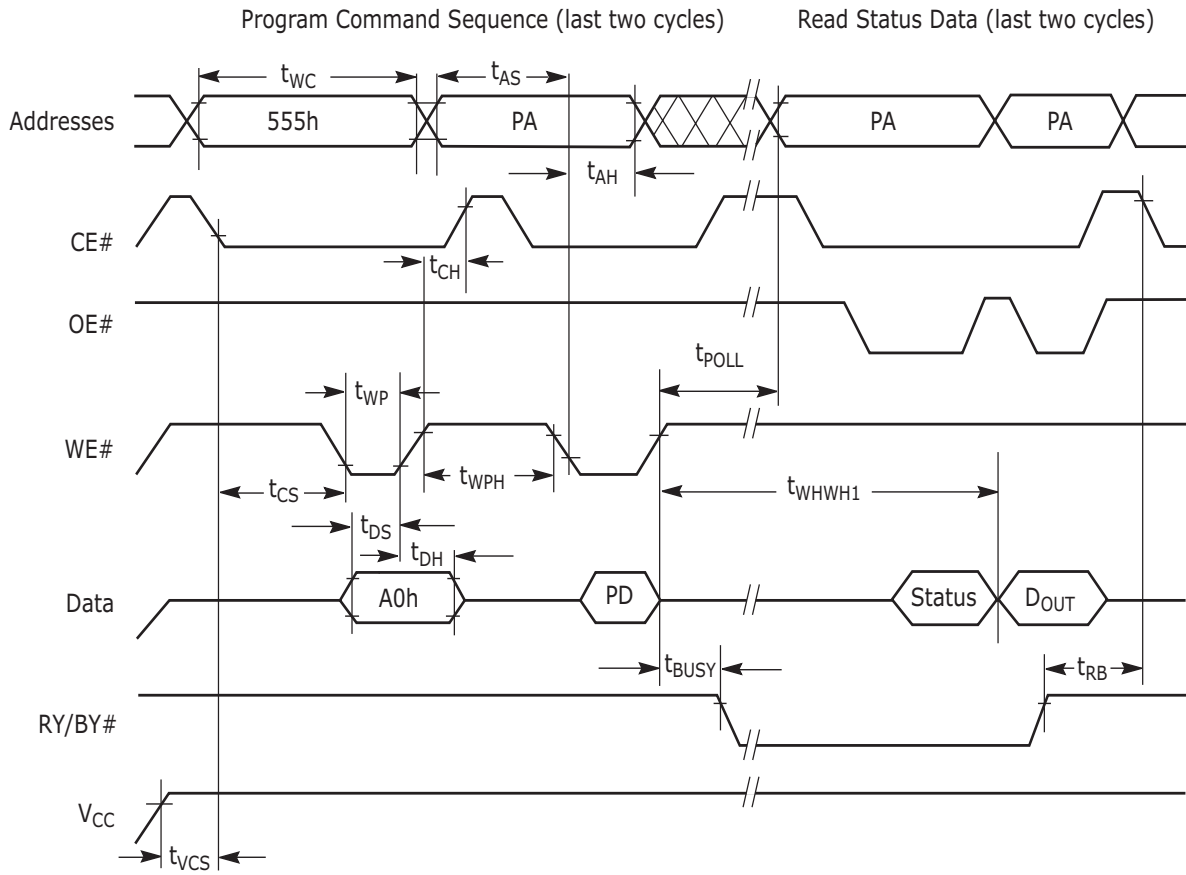 Program Command Sequence (last two cycles) Read Status Data (last two cycles)
tWC tAS
Addresses 555h PA PA PA
tAH
CE#
tCH
OE#
tPOLL
tWP
WE#
tWPH
tCS tWHWH1
tDS
tDH
Data A0h PD Status DOUT
tBUSY tRB
RY/BY#
VCC
tVCS